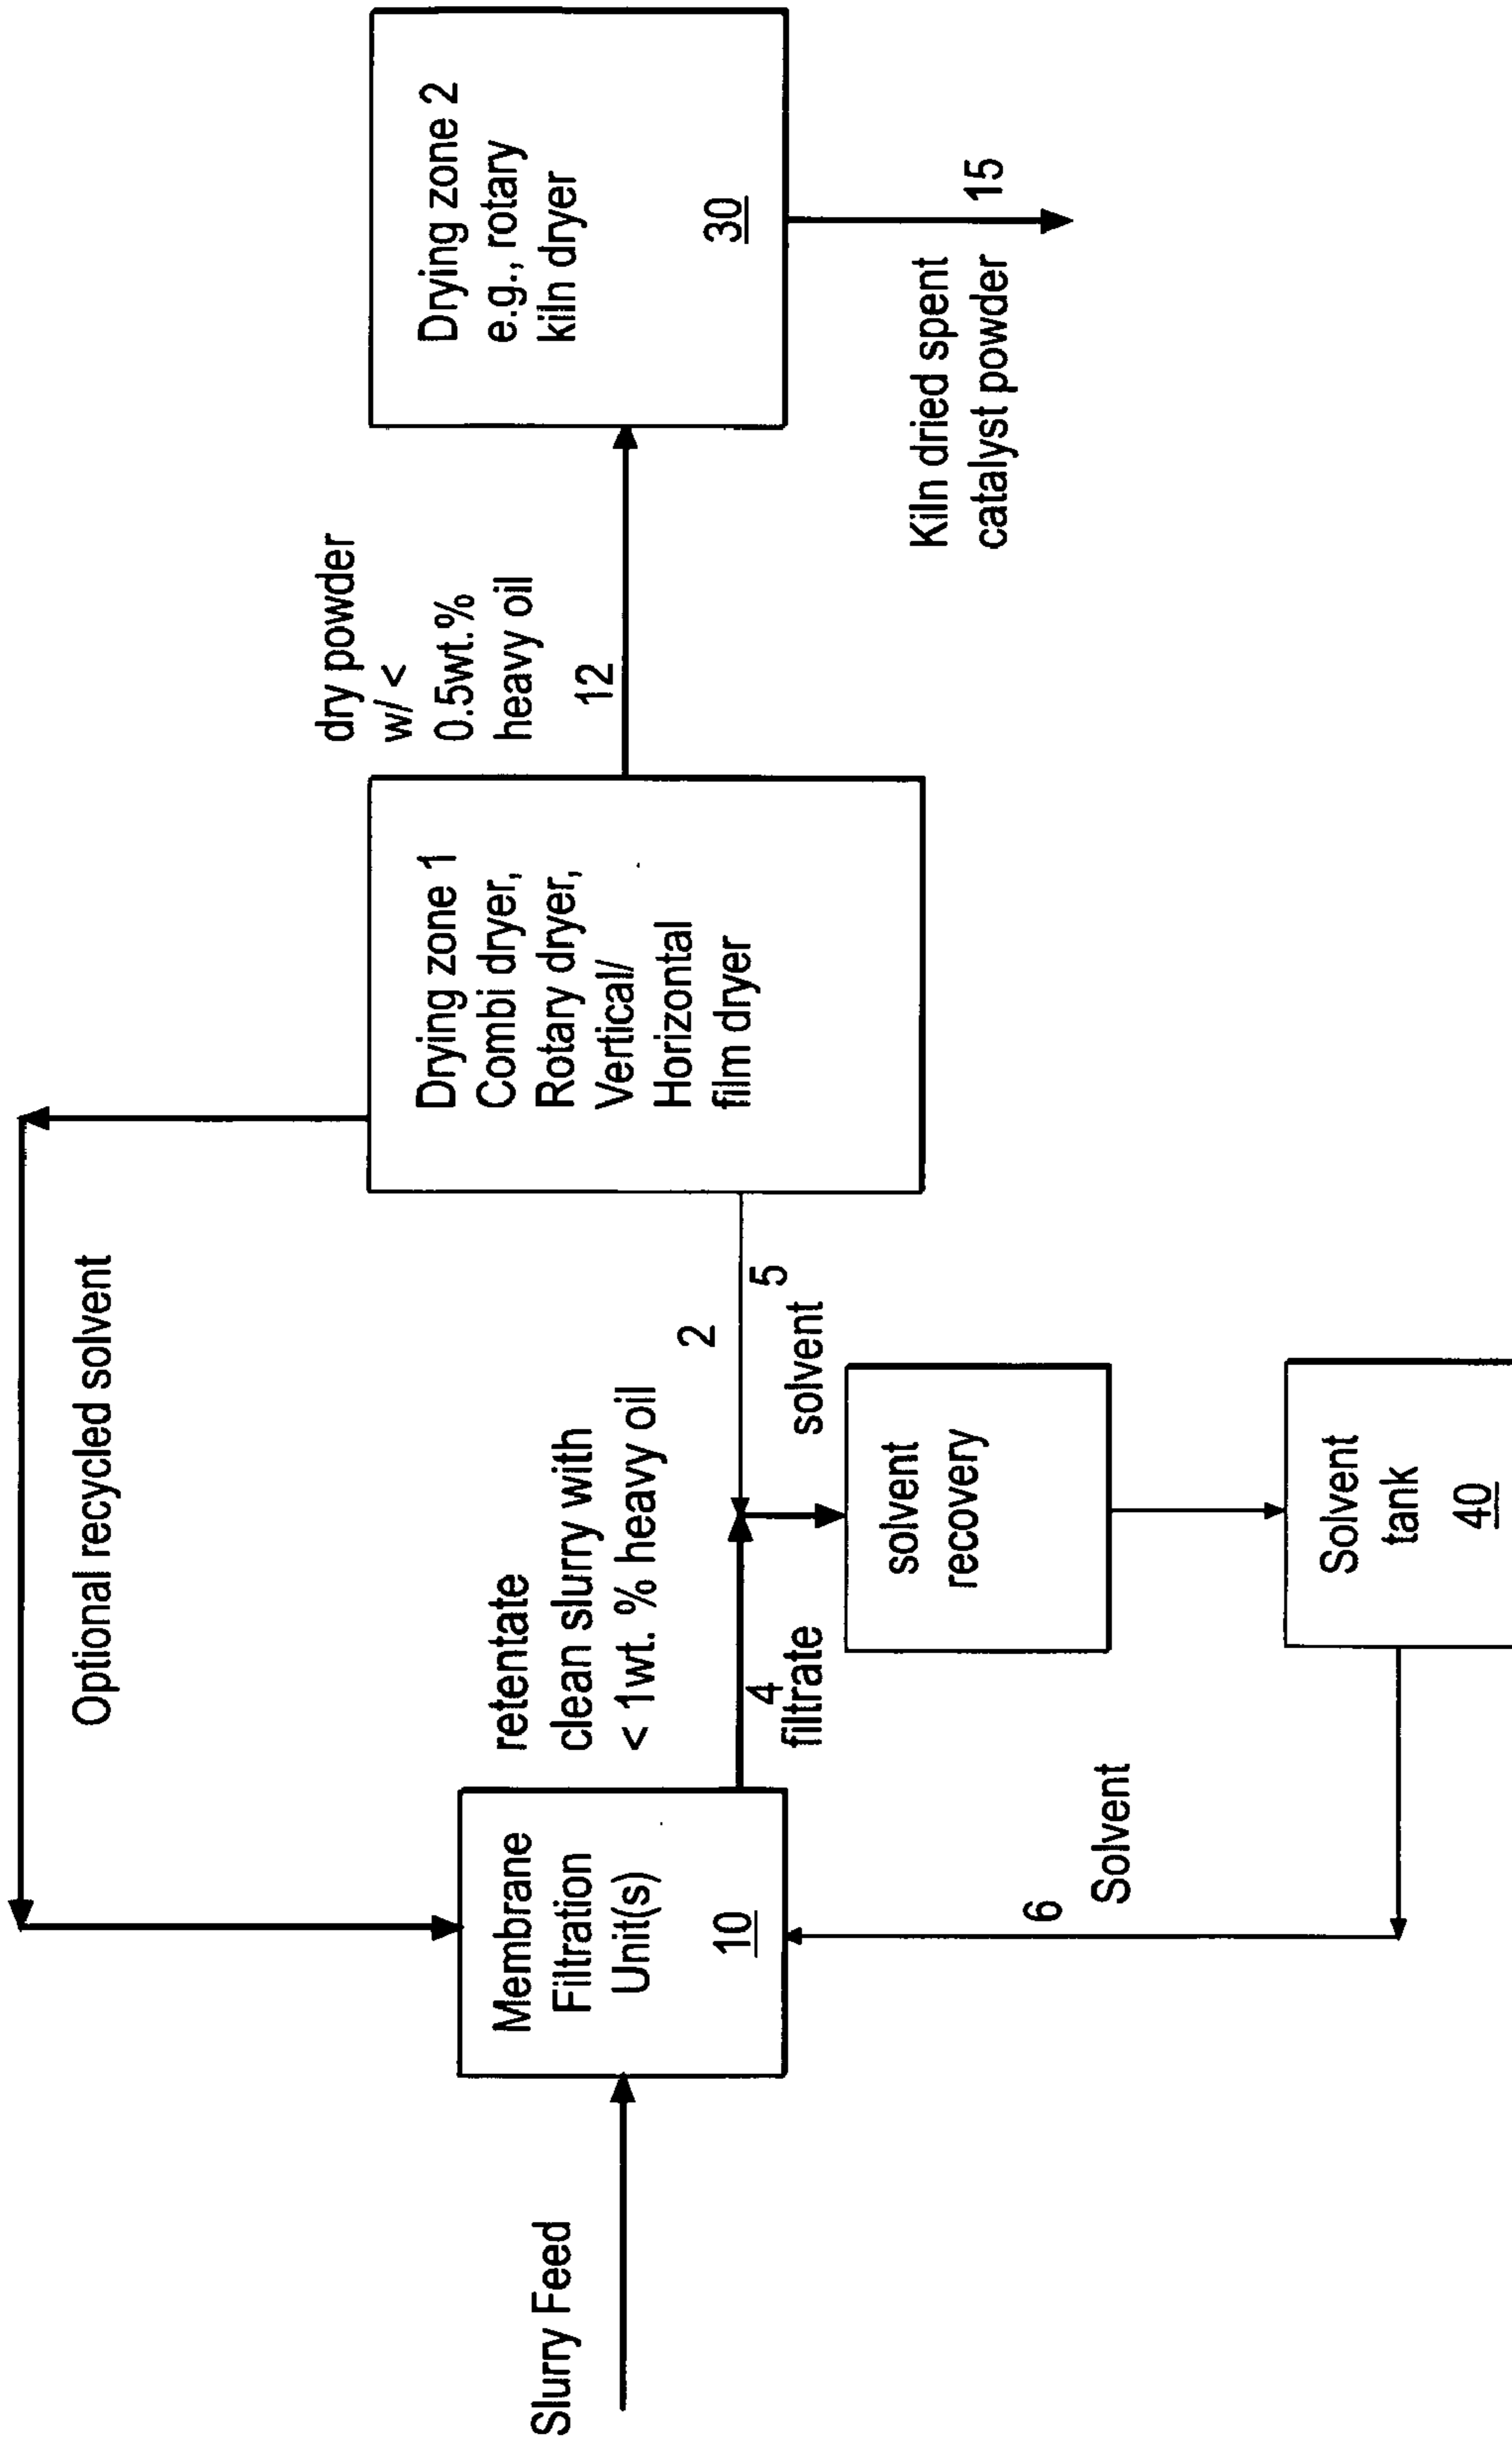 Optional recycled solvent
Slurry Feed
Membrane
Filtration
Unit(s)
10
retentate
clean slurry with
< 1wt. % heavy oil
2
4
filtrate
5
solvent
solvent
recovery
Solvent
tank
40
6
Solvent
Drying zone 1
Combi dryer,
Rotary dryer,
Vertical/
Horizontal
film dryer
dry powder
w/ <
0.5wt.%
heavy oil
12
Drying zone 2
e.g., rotary
kiln dryer
30
15
Kiln dried spent
catalyst powder